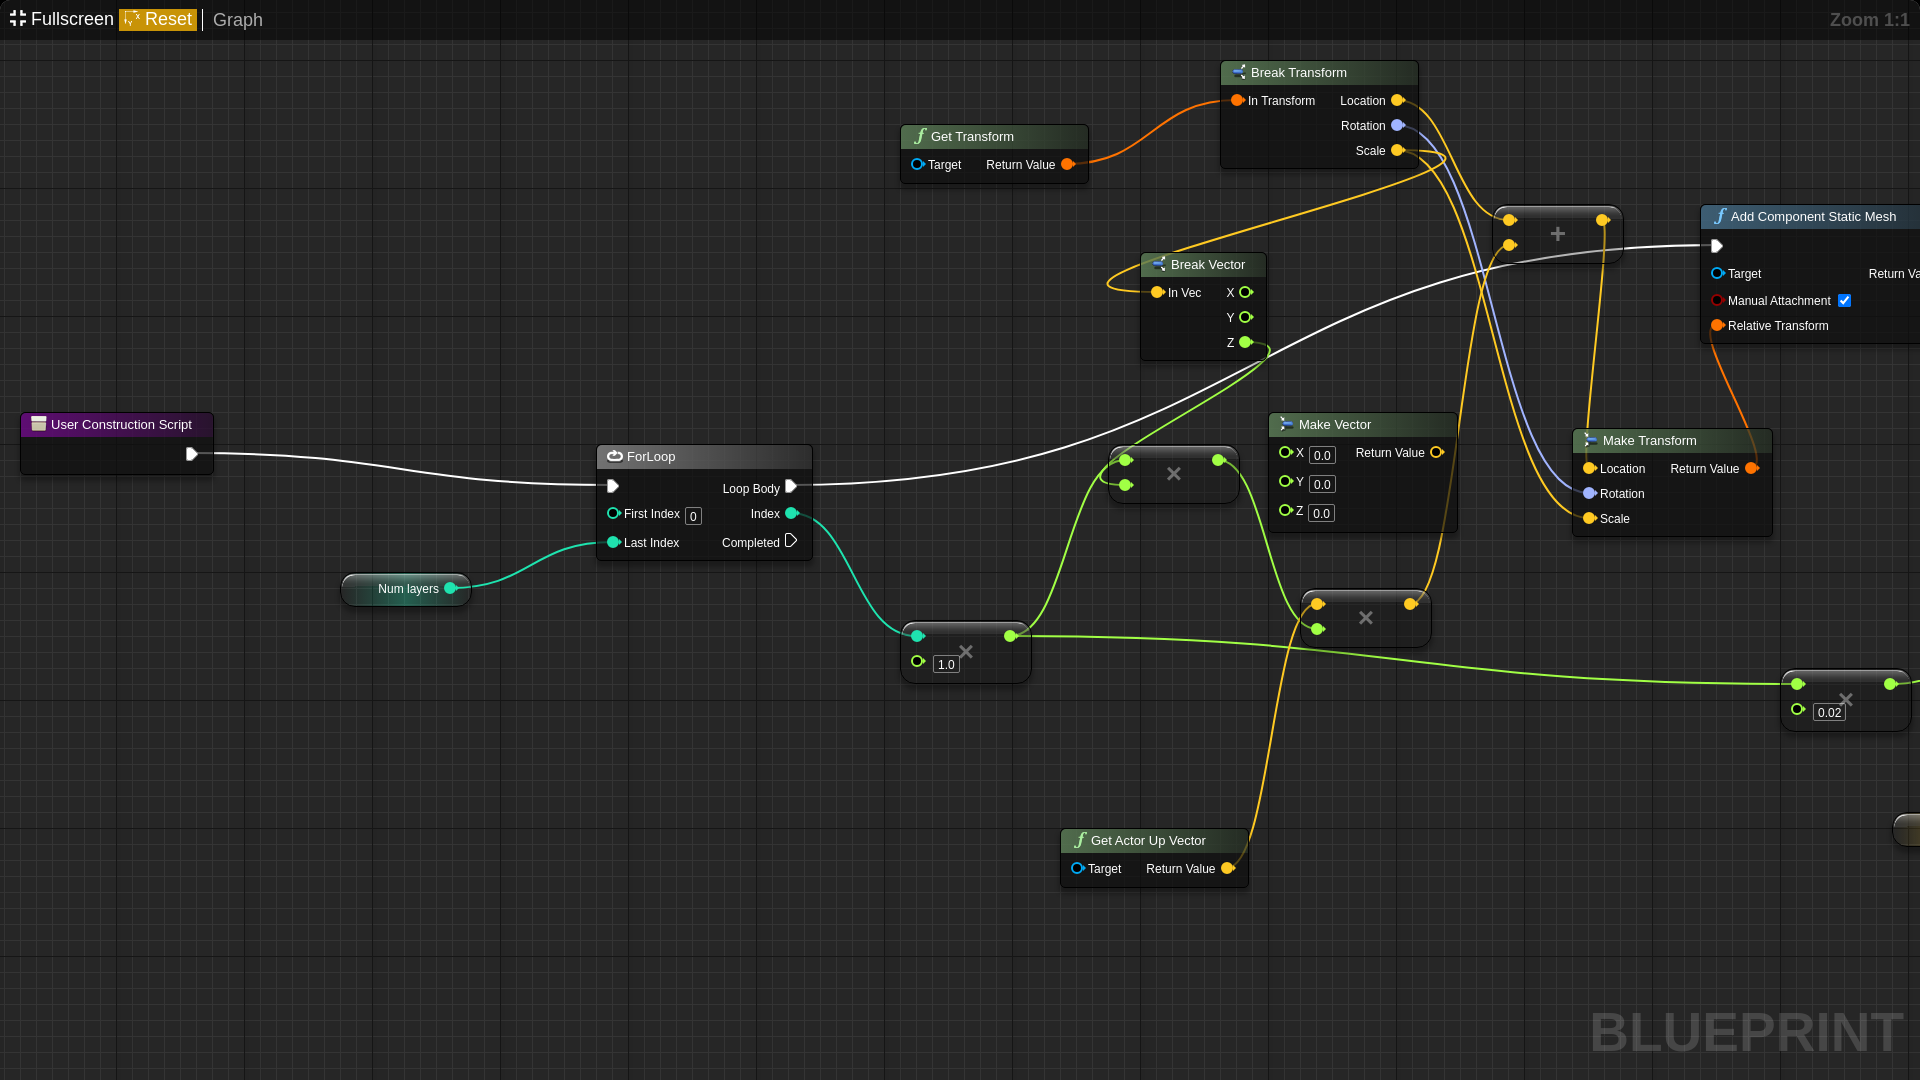 Fullscreen Reset Graph Zoom 1:1
Break Transform
In Transform Location
Rotation
Scale
Get Transform
Target Return Value
+
Add Component Static Mesh
Target Return Va
Manual Attachment
Relative Transform
Break Vector
In Vec X
Y
Z
User Construction Script
ForLoop
Loop Body
First Index 0 Index
Last Index Completed
Num layers
×
Make Vector
X 0.0 Return Value
Y 0.0
Z 0.0
Make Transform
Location Return Value
Rotation
Scale
×
1.0
×
×
0.02
Get Actor Up Vector
Target Return Value
BLUEPRINT